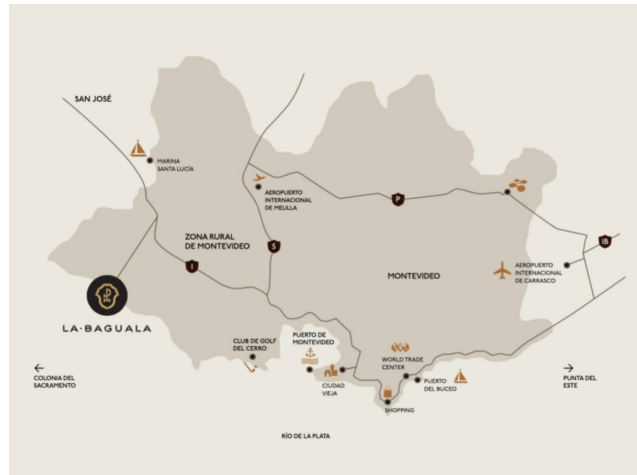 SAN JOSÉ
MARINA
SANTA LUCÍA
AEROPUERTO
INTERNACIONAL
DE MELILLA
P
ZONA RURAL
DE MONTEVIDEO
5
1
IB
AEROPUERTO
INTERNACIONAL
DE CARRASCO
MONTEVIDEO
LA·BAGUALA
CLUB DE GOLF
DEL CERRO
PUERTO DE
MONTEVIDEO
WORLD TRADE
CENTER
COLONIA DEL
SACRAMENTO
CIUDAD
VIEJA
PUERTO
DEL BUCEO
PUNTA DEL
ESTE
SHOPPING
RÍO DE LA PLATA